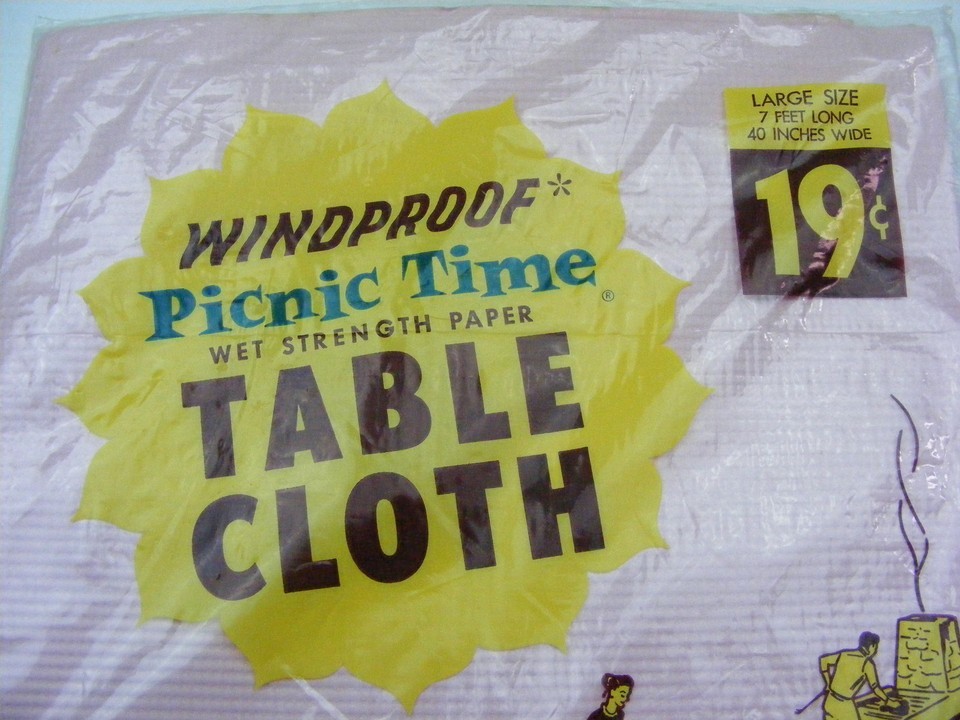 WINDPROOF*
Picnic Time®
WET STRENGTH PAPER
TABLE
CLOTH
LARGE SIZE
7 FEET LONG
40 INCHES WIDE
19¢